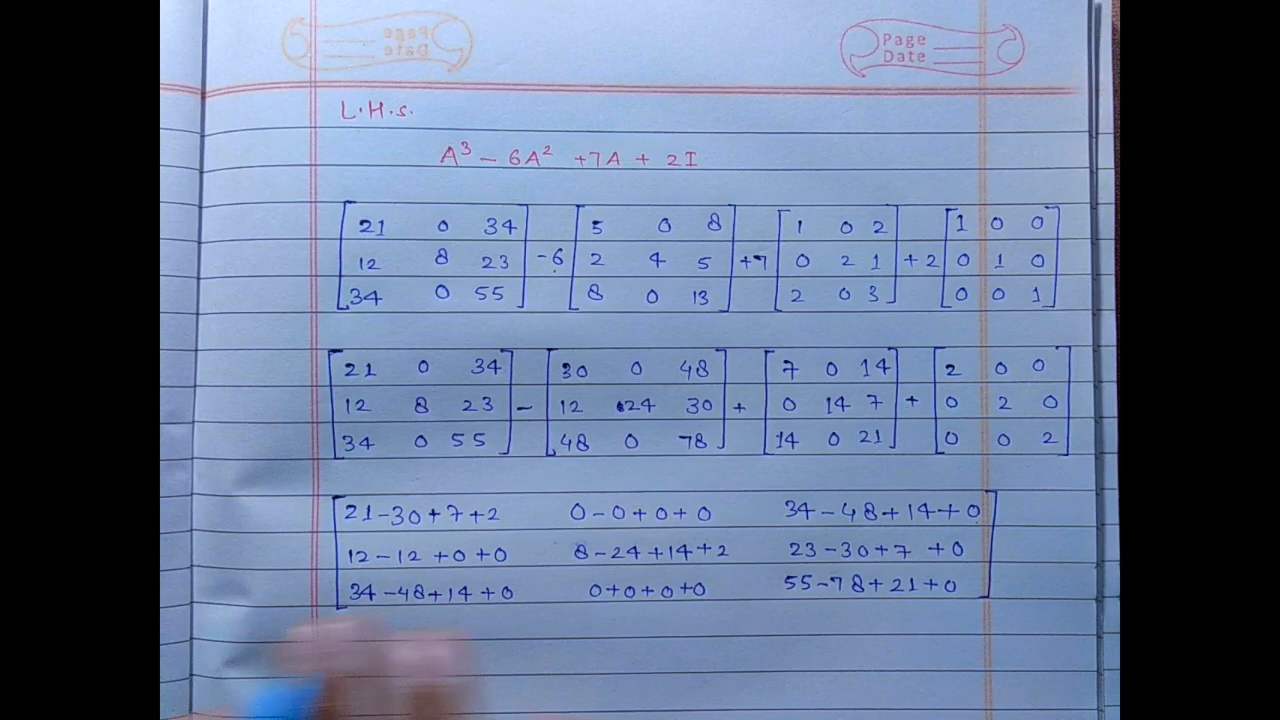 Page
Date
L.H.S.
A³ - 6A² + 7A + 2I
[21 0 34] [5 0 8] [1 0 2] [1 0 0]
[12 8 23] -6 [2 4 5] +7 [0 2 1] +2 [0 1 0]
[34 0 55] [8 0 13] [2 0 3] [0 0 1]
[21 0 34] [30 0 48] [7 0 14] [2 0 0]
[12 8 23] - [12 24 30] + [0 14 7] + [0 2 0]
[34 0 55] [48 0 78] [14 0 21] [0 0 2]
[21-30+7+2 0-0+0+0 34-48+14+0]
[12-12+0+0 8-24+14+2 23-30+7+0]
[34-48+14+0 0+0+0+0 55-78+21+0]